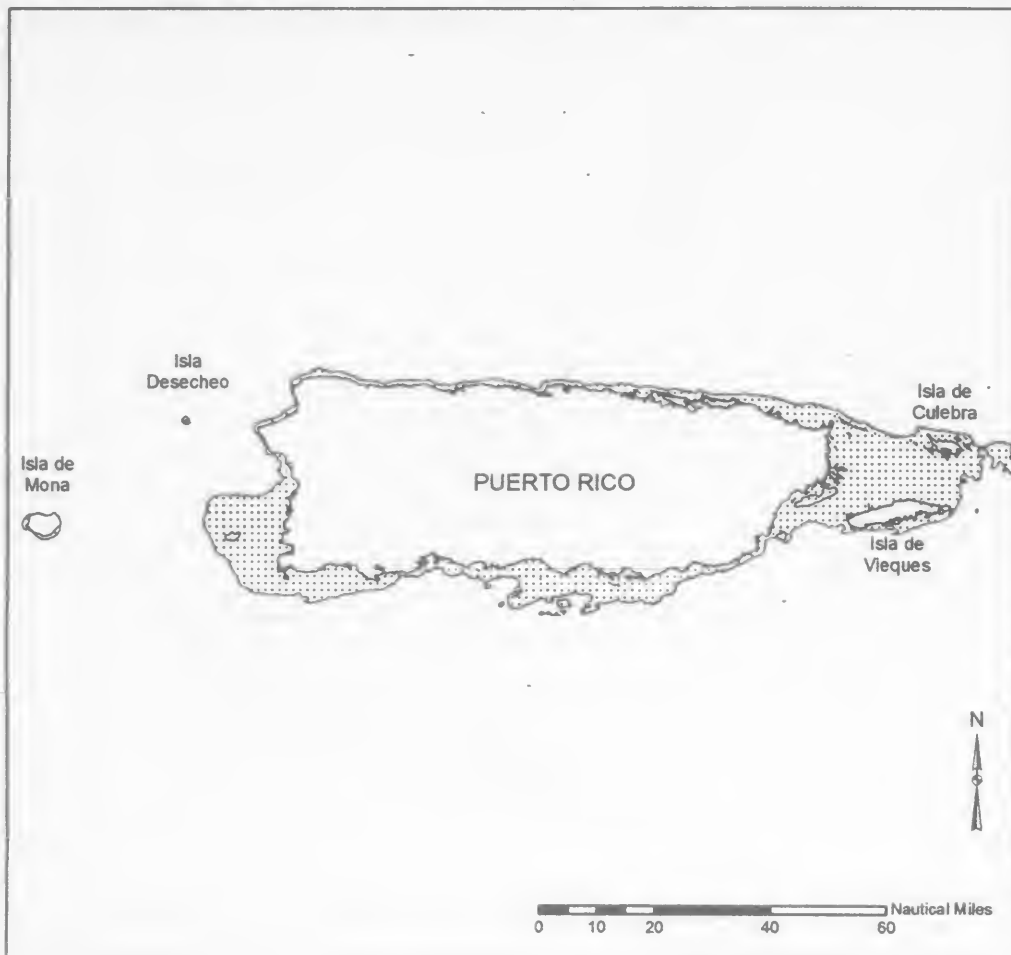 Isla
Desecheo
Isla de
Culebra
Isla de
Mona
PUERTO RICO
Isla de
Vieques
N
Nautical Miles
0 10 20 40 60